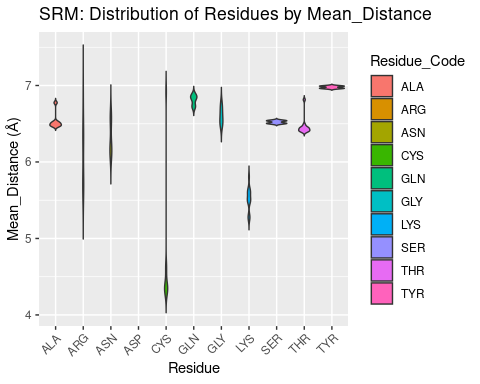 SRM: Distribution of Residues by Mean_Distance
Mean_Distance (Å)
7
6
5
4
ALA
ARG
ASN
ASP
CYS
GLN
GLY
LYS
SER
THR
TYR
Residue
Residue_Code
ALA
ARG
ASN
CYS
GLN
GLY
LYS
SER
THR
TYR